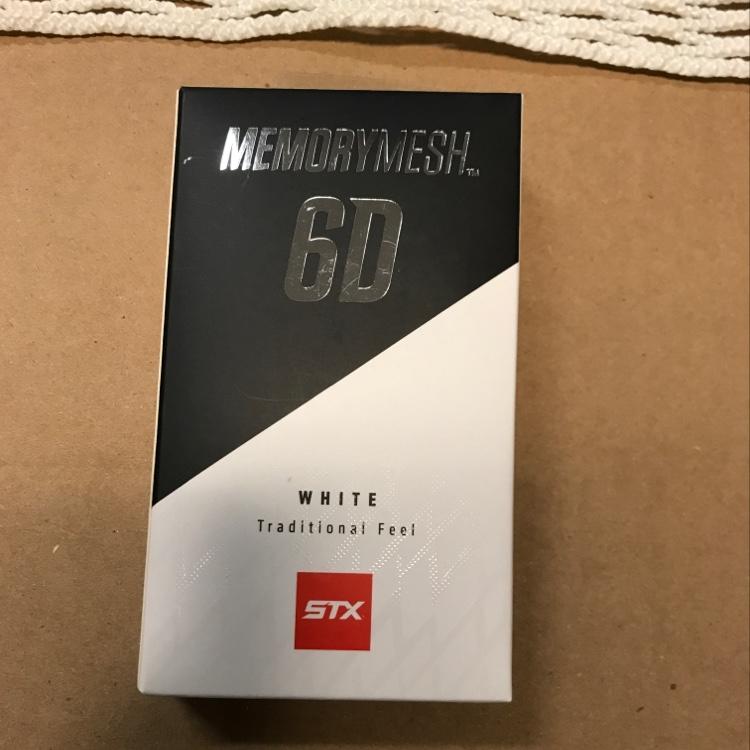 MEMORYMESH™
6D
WHITE
Traditional Feel
STX